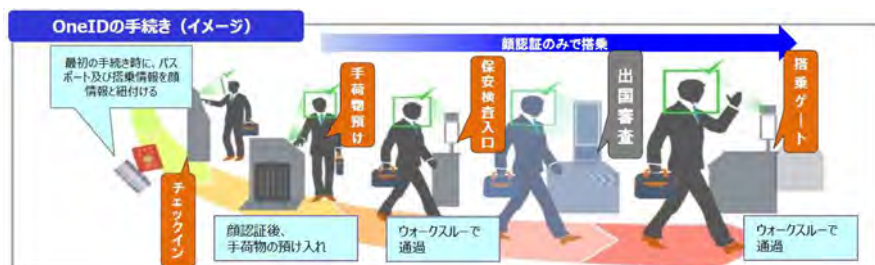 OneIDの手続き（イメージ）
顔認証のみで搭乗
最初の手続き時に、パス
ポート及び搭乗情報を顔
情報と紐付ける
チェックイン
手荷物預け
保安検査入口
出国審査
搭乗ゲート
顔認証後、
手荷物の預け入れ
ウォークスルーで
通過
ウォークスルーで
通過